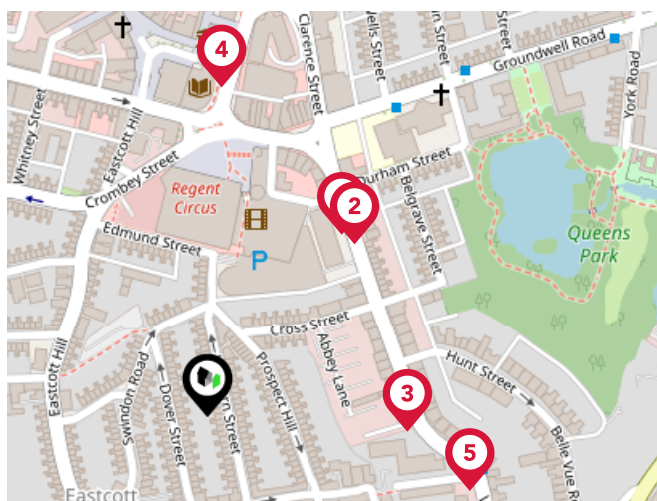 4
Clarence Street
Groundwell Road
York Road
Whitney Street
Eastcott Hill
Crombey Street
Durham Street
Regent
Circus
2
Belgrave Street
Edmund Street
P
Queens
Park
Cross Street
Abbey Lane
Hunt Street
Eastcott Hill
Swindon Road
Dover Street
Prospect Hill
3
5
Belle Vue
Eastcott